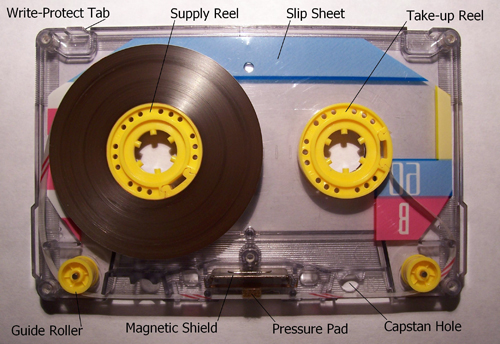 Write-Protect Tab
Supply Reel
Slip Sheet
Take-up Reel
B
Guide Roller
Magnetic Shield
Pressure Pad
Capstan Hole